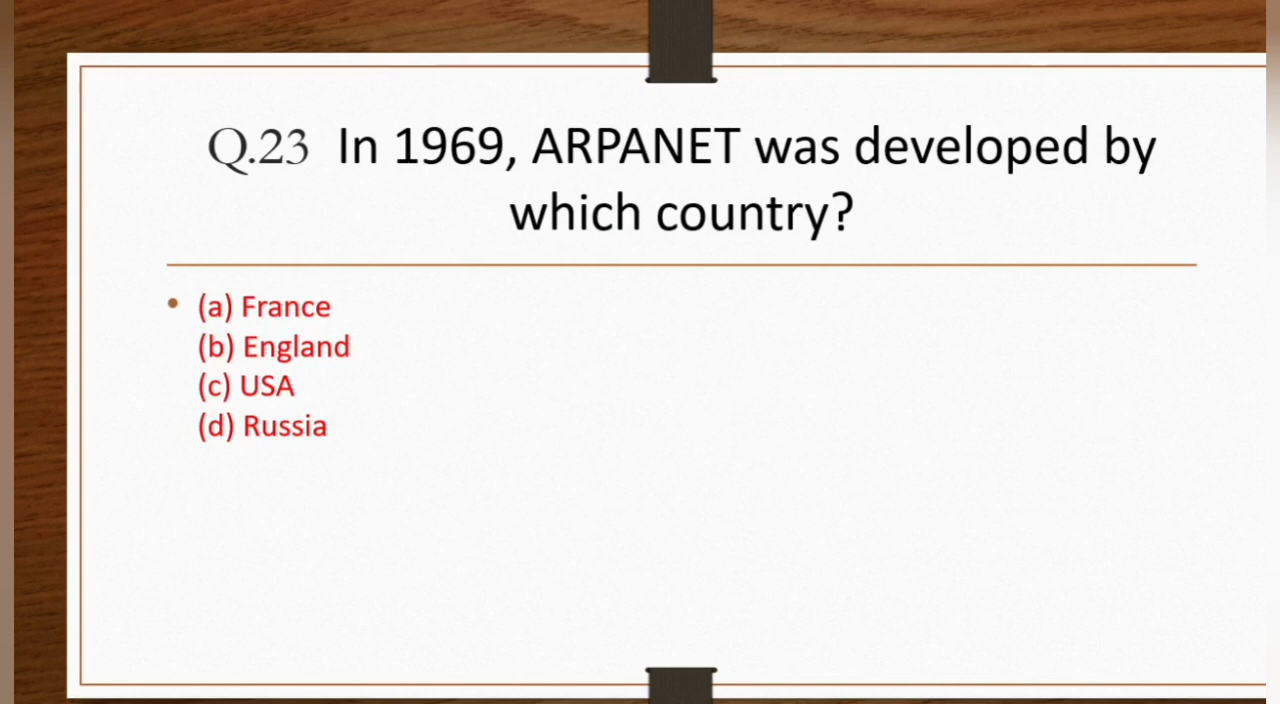 Q.23 In 1969, ARPANET was developed by
which country?
• (a) France
(b) England
(c) USA
(d) Russia